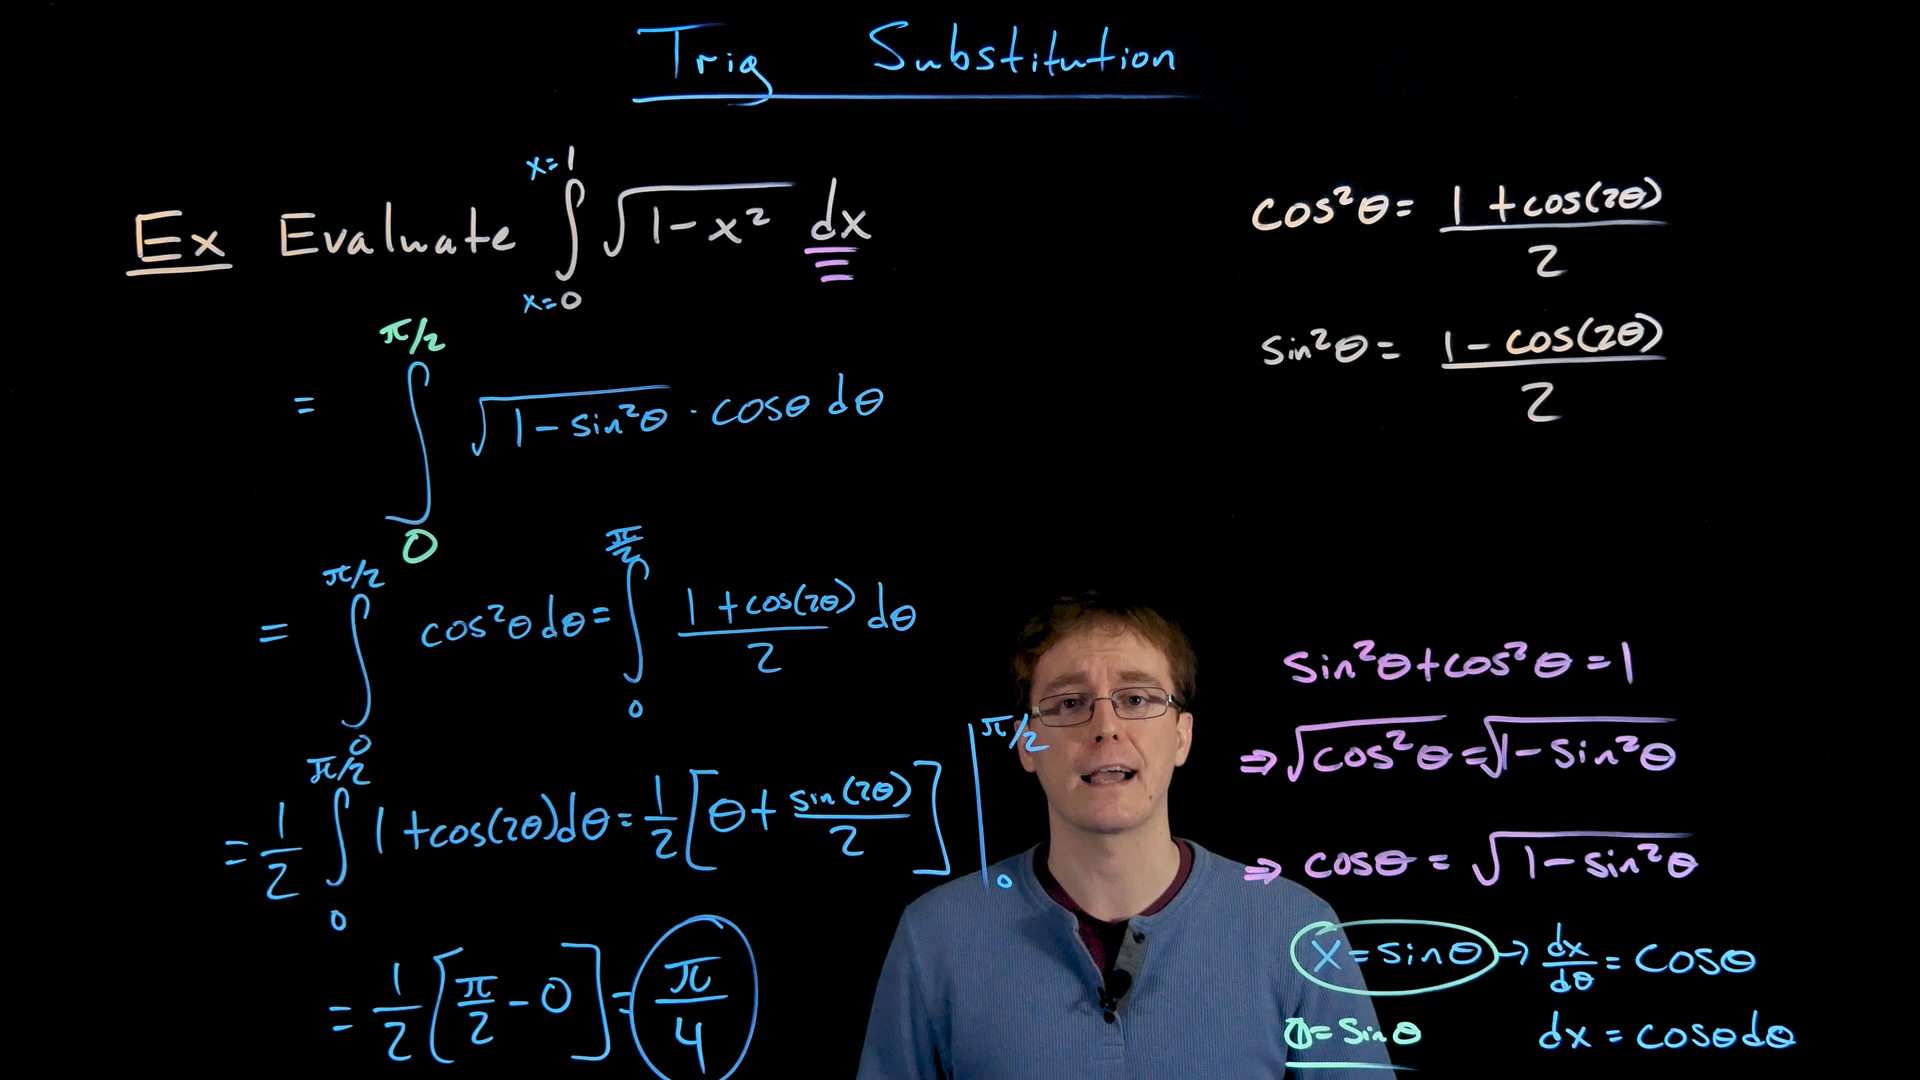 Trig Substitution
Ex Evaluate ∫_{x=0}^{x=1} √(1-x²) dx
= ∫_0^{π/2} √(1-sin²θ) · cosθ dθ
= ∫_0^{π/2} cos²θ dθ = ∫_0^{π/2} (1+cos(2θ))/2 dθ
= 1/2 ∫_0^{π/2} 1+cos(2θ)dθ = 1/2 [θ + sin(2θ)/2] |_0^{π/2}
= 1/2 [π/2 - 0] = π/4
cos²θ = (1+cos(2θ))/2
sin²θ = (1-cos(2θ))/2
sin²θ+cos²θ=1
⇒ √(cos²θ) = √(1-sin²θ)
⇒ cosθ = √(1-sin²θ)
x = sinθ → dx/dθ = cosθ
= sinθ dx = cosθdθ